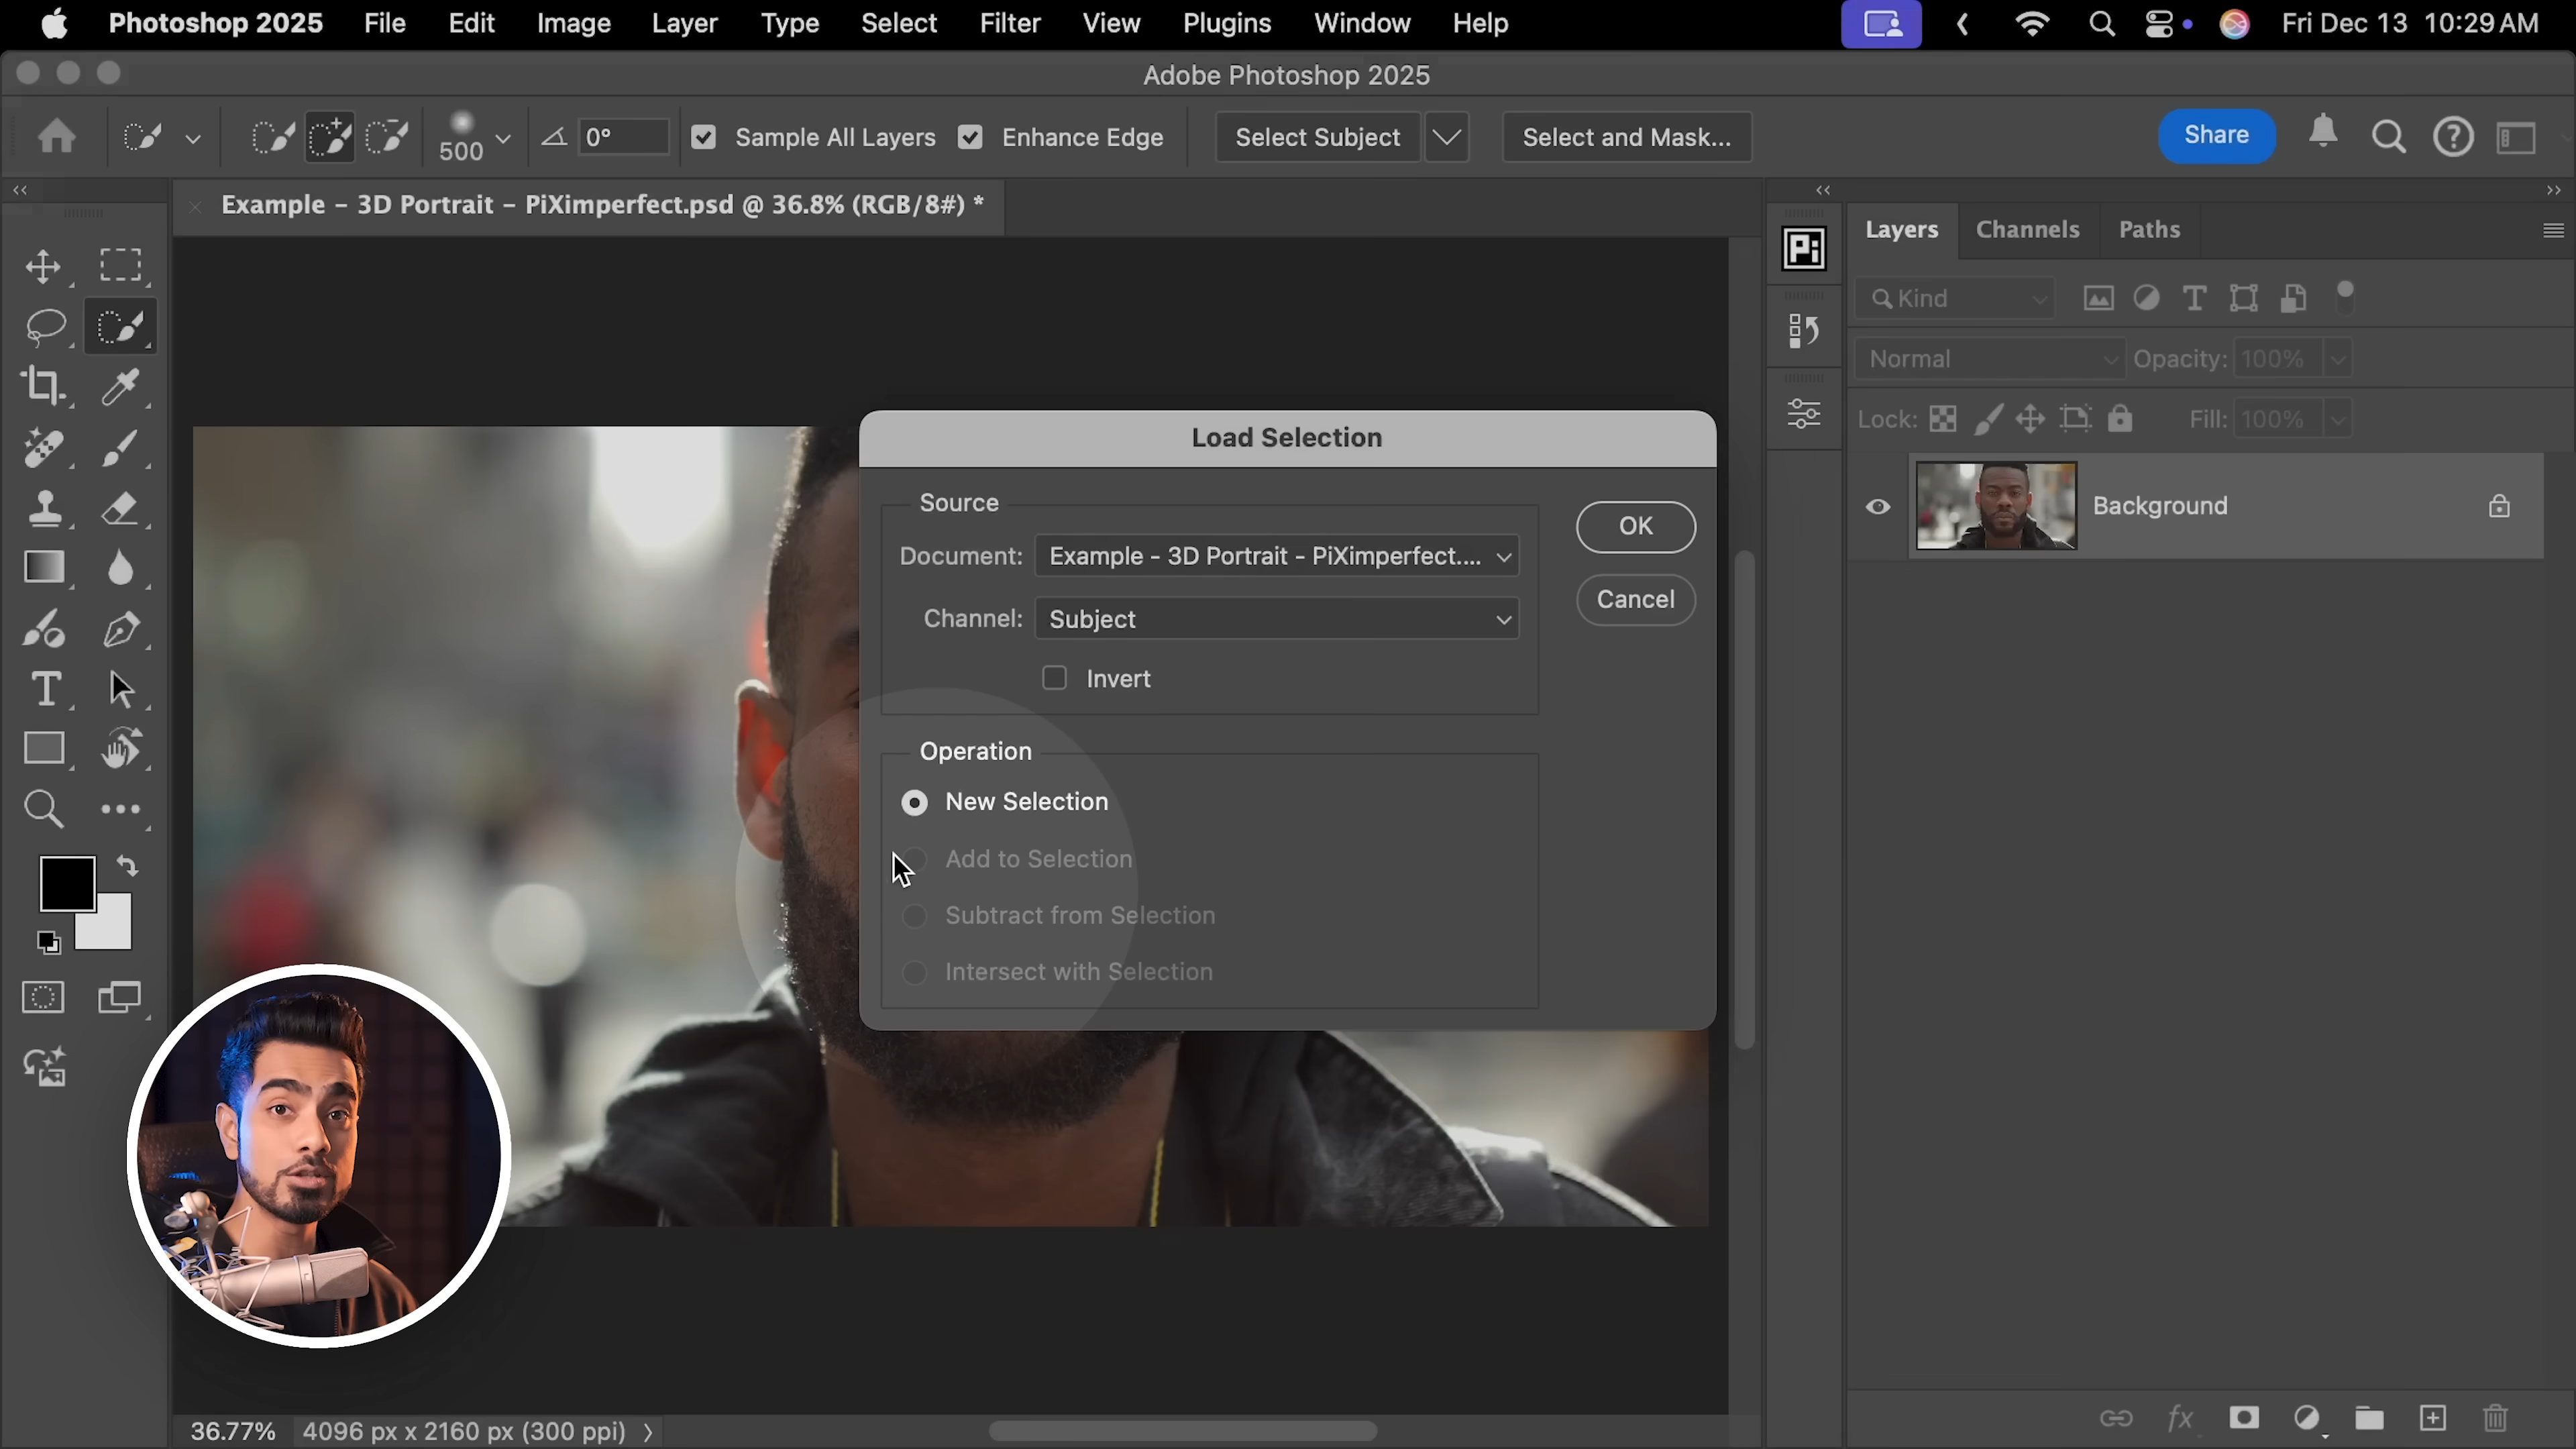 Photoshop 2025 File Edit Image Layer Type Select Filter Plugins View Window Help Fri Dec 13 10:29 AM
Adobe Photoshop 2025
500 0° Sample All Layers Enhance Edge Select Subject Select and Mask... Share
Example - 3D Portrait - PiXimperfect.psd @ 36.8% (RGB/8#) *
Pi
Layers Channels Paths
Kind
Normal Opacity: 100%
Lock: Fill: 100%
Background
Load Selection
Source
Document: Example - 3D Portrait - PiXimperfect....
Channel: Subject
Invert
OK
Cancel
Operation
New Selection
Add to Selection
Subtract from Selection
Intersect with Selection
fx
36.77% 4096 px x 2160 px (300 ppi)